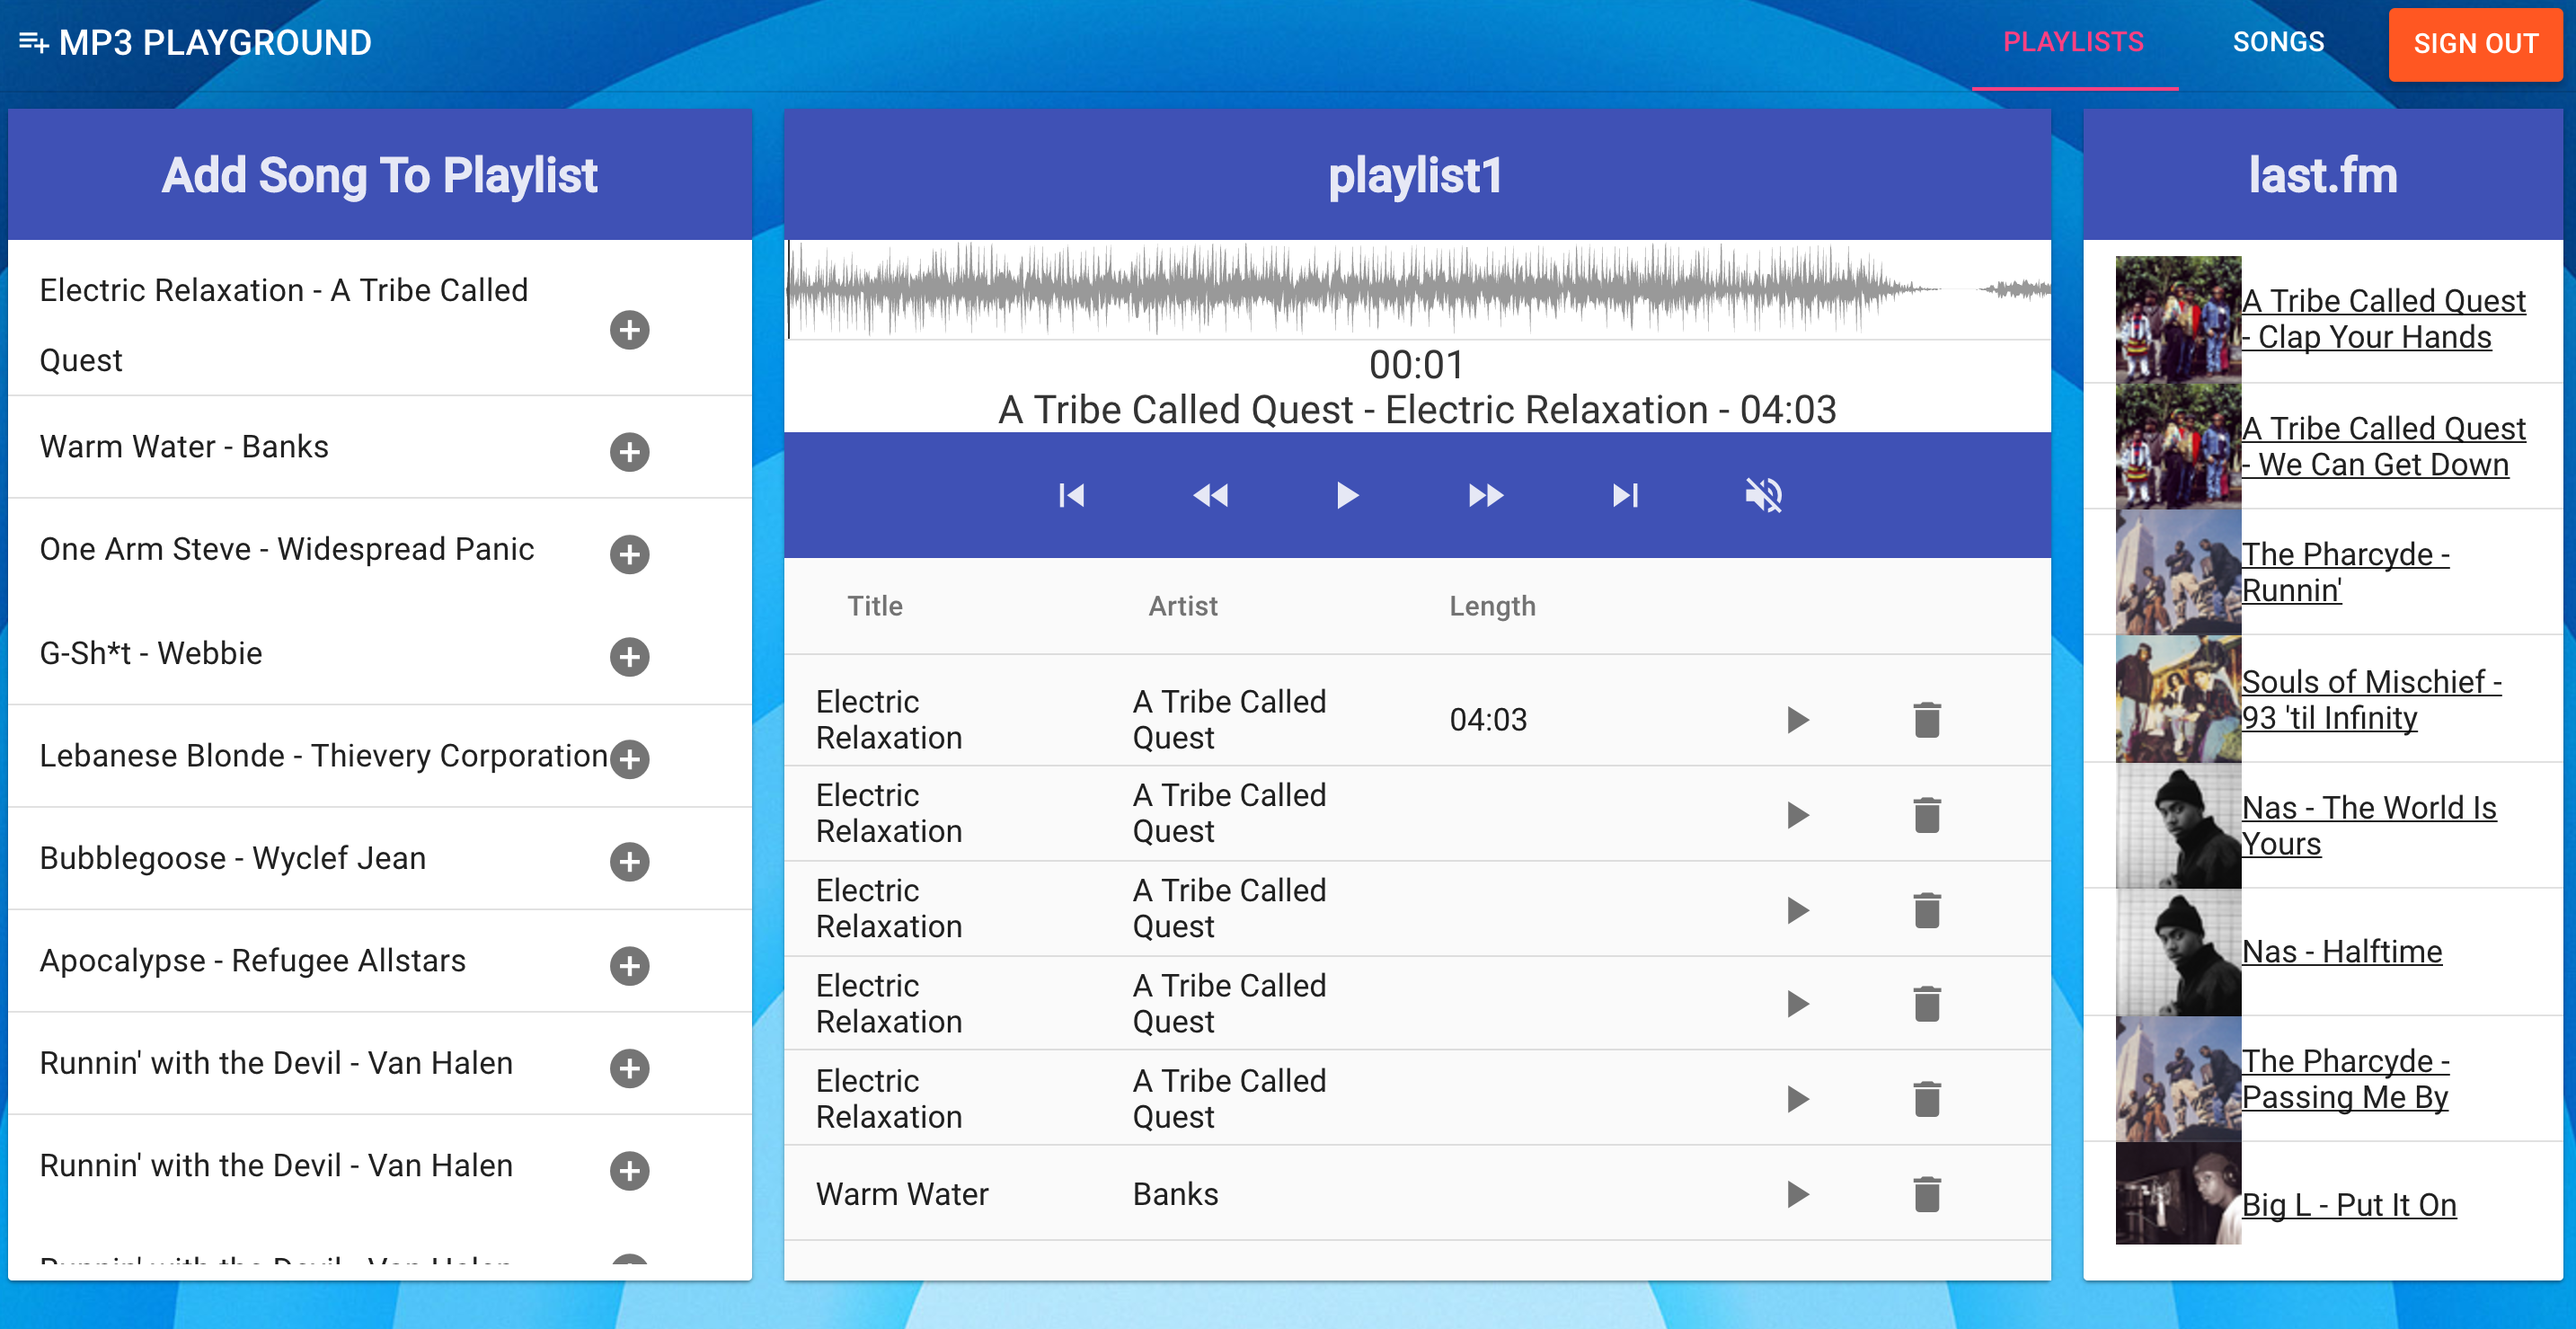 MP3 PLAYGROUND
PLAYLISTS
SONGS
SIGN OUT
Add Song To Playlist
Electric Relaxation - A Tribe Called
Quest
Warm Water - Banks
One Arm Steve - Widespread Panic
G-Sh*t - Webbie
Lebanese Blonde - Thievery Corporation
Bubblegoose - Wyclef Jean
Apocalypse - Refugee Allstars
Runnin' with the Devil - Van Halen
Runnin' with the Devil - Van Halen
Runnin' with the Devil - Van Halen
playlist1
00:01
A Tribe Called Quest - Electric Relaxation - 04:03
Title Artist Length
Electric
Relaxation
A Tribe Called
Quest
04:03
Electric
Relaxation
A Tribe Called
Quest
Electric
Relaxation
A Tribe Called
Quest
Electric
Relaxation
A Tribe Called
Quest
Electric
Relaxation
A Tribe Called
Quest
Warm Water
Banks
last.fm
A Tribe Called Quest
- Clap Your Hands
A Tribe Called Quest
- We Can Get Down
The Pharcyde -
Runnin'
Souls of Mischief -
93 'til Infinity
Nas - The World Is
Yours
Nas - Halftime
The Pharcyde -
Passing Me By
Big L - Put It On